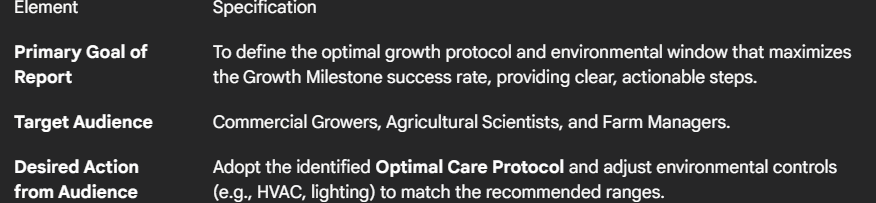 Element Specification
Primary Goal of Report To define the optimal growth protocol and environmental window that maximizes
the Growth Milestone success rate, providing clear, actionable steps.
Target Audience Commercial Growers, Agricultural Scientists, and Farm Managers.
Desired Action from Audience Adopt the identified Optimal Care Protocol and adjust environmental controls
(e.g., HVAC, lighting) to match the recommended ranges.